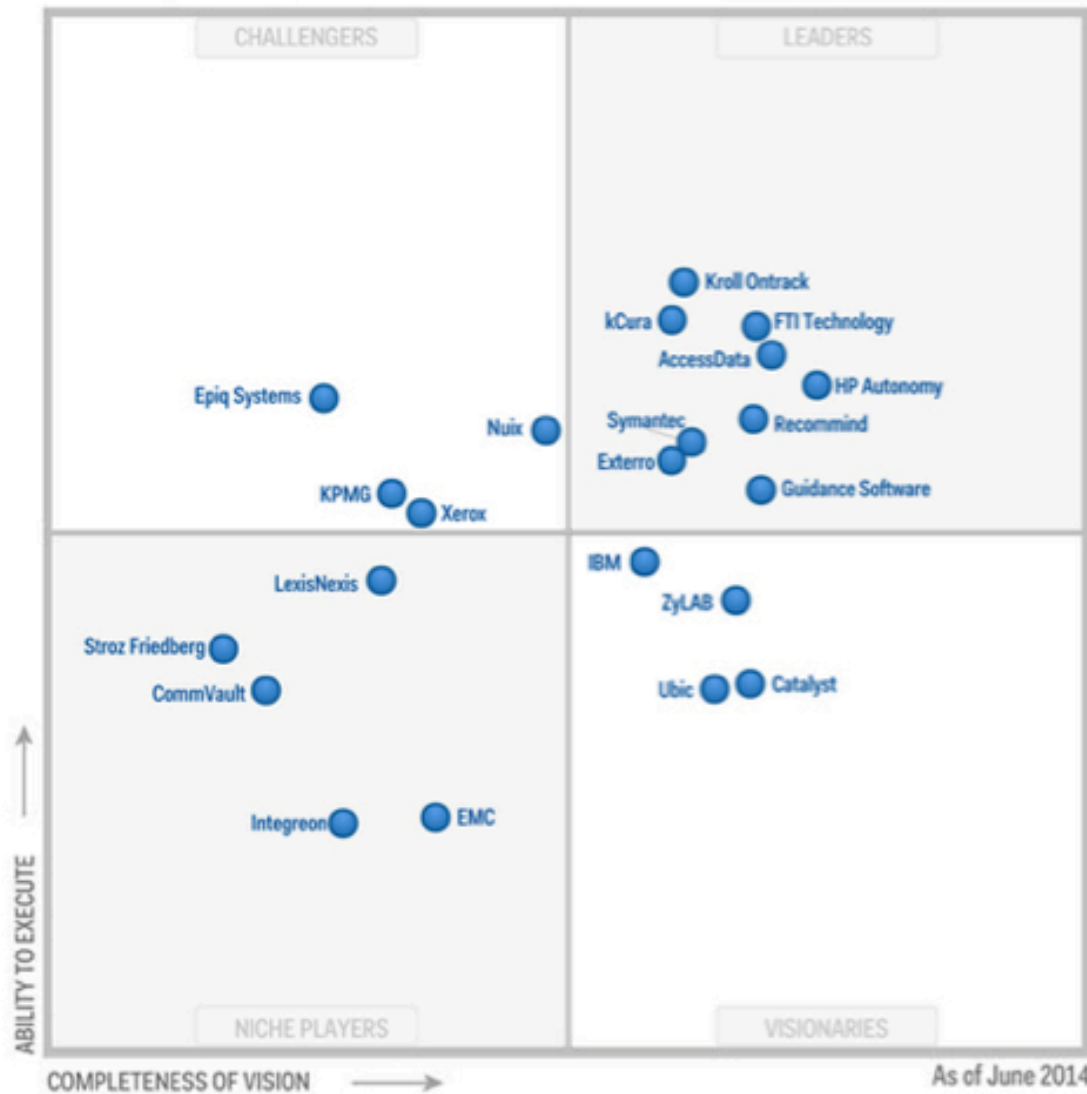 CHALLENGERS
LEADERS
Kroll Ontrack
kCura
FTI Technology
AccessData
HP Autonomy
Epiq Systems
Nuix
Symantec
Recommind
Exterro
Guidance Software
KPMG
Xerox
IBM
LexisNexis
ZyLAB
Stroz Friedberg
CommVault
Ubic
Catalyst
Integreon
EMC
ABILITY TO EXECUTE
NICHE PLAYERS
VISIONARIES
COMPLETENESS OF VISION
As of June 2014